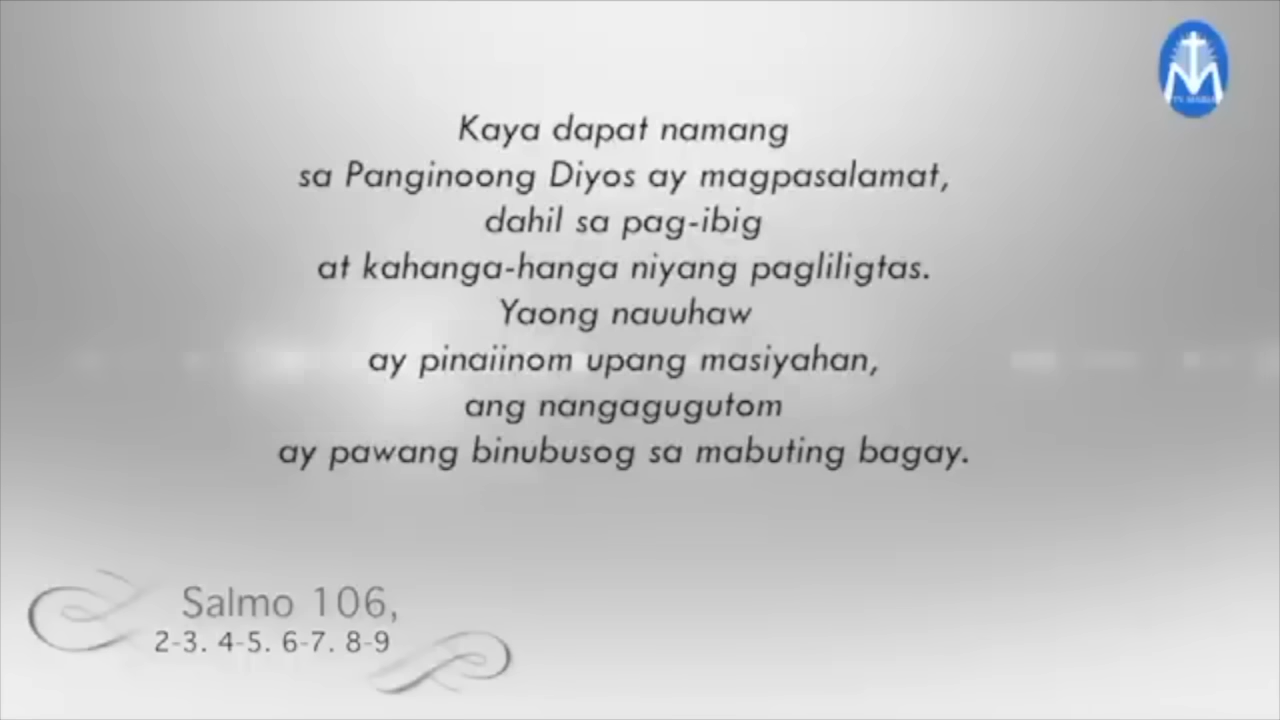 Kaya dapat namang
sa Panginoong Diyos ay magpasalamat,
dahil sa pag-ibig
at kahanga-hanga niyang pagliligtas.
Yaong nauuhaw
ay pinaiinom upang masiyahan,
ang nangagugutom
ay pawang binubusog sa mabuting bagay.
Salmo 106,
2-3. 4-5. 6-7. 8-9
TV MARIA